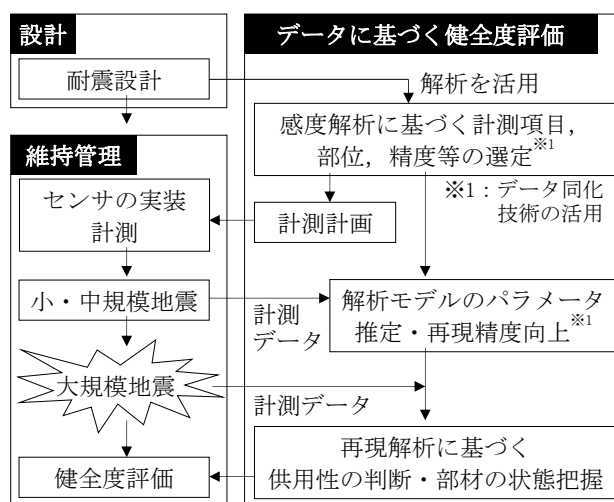 設計
耐震設計
維持管理
センサの実装
計測
小・中規模地震
大規模地震
健全度評価
データに基づく健全度評価
解析を活用
感度解析に基づく計測項目，
部位，精度等の選定※1
※1：データ同化
技術の活用
計測計画
計測
データ
解析モデルのパラメータ
推定・再現精度向上※1
計測データ
再現解析に基づく
供用性の判断・部材の状態把握